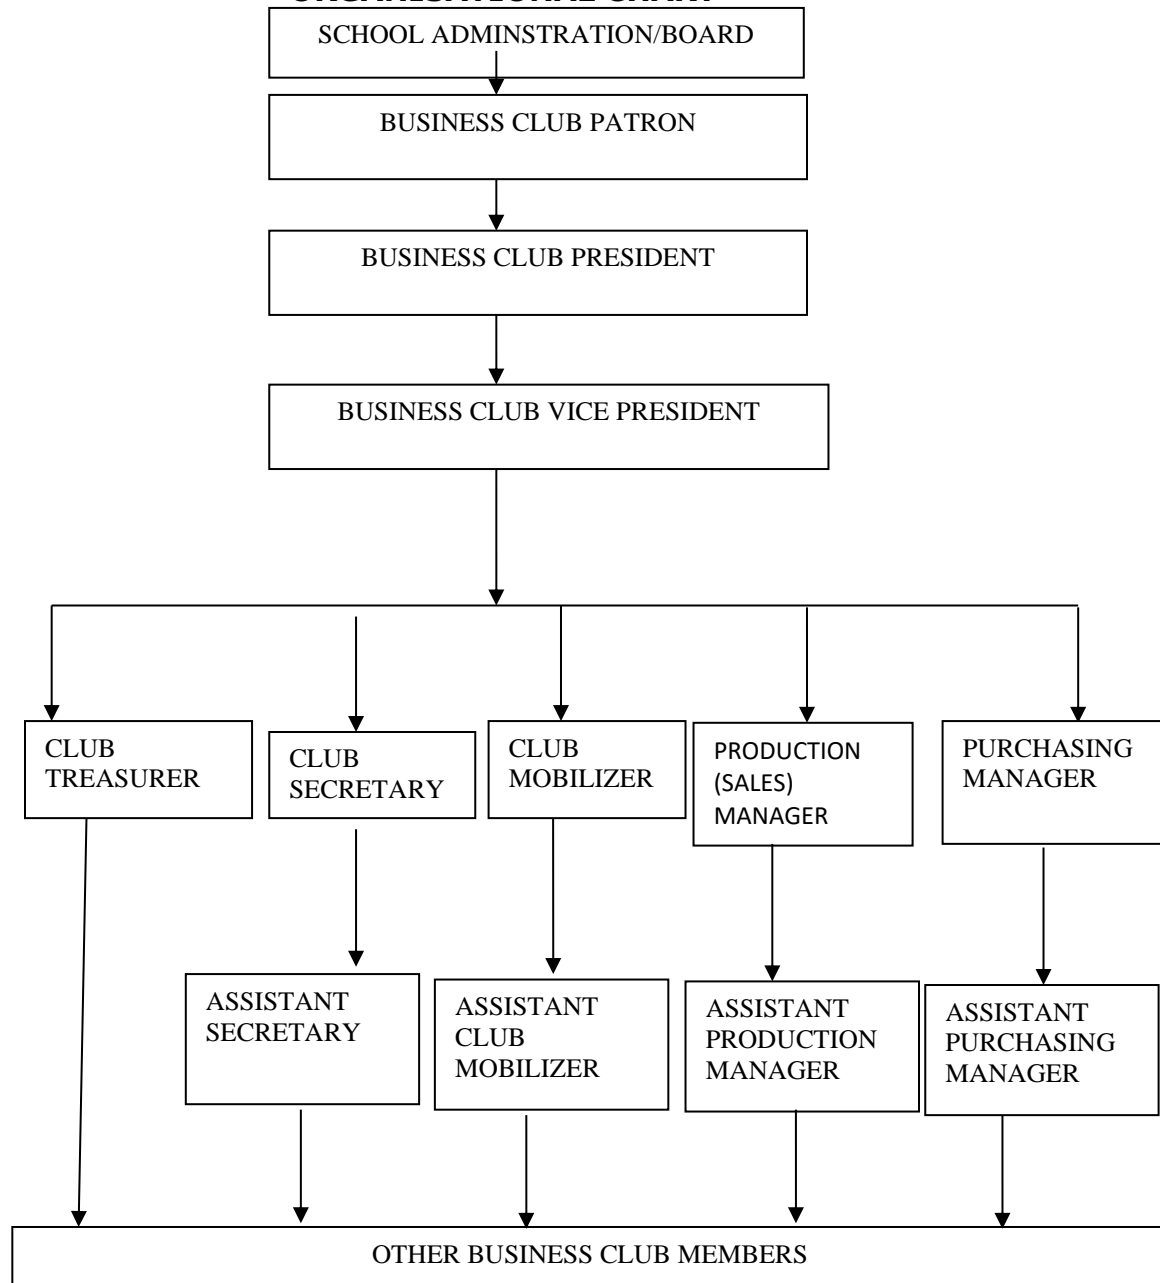 ORGANISATIONAL CHART
SCHOOL ADMINSTRATION/BOARD
BUSINESS CLUB PATRON
BUSINESS CLUB PRESIDENT
BUSINESS CLUB VICE PRESIDENT
CLUB
TREASURER
CLUB
SECRETARY
CLUB
MOBILIZER
PRODUCTION
(SALES)
MANAGER
PURCHASING
MANAGER
ASSISTANT
SECRETARY
ASSISTANT
CLUB
MOBILIZER
ASSISTANT
PRODUCTION
MANAGER
ASSISTANT
PURCHASING
MANAGER
OTHER BUSINESS CLUB MEMBERS